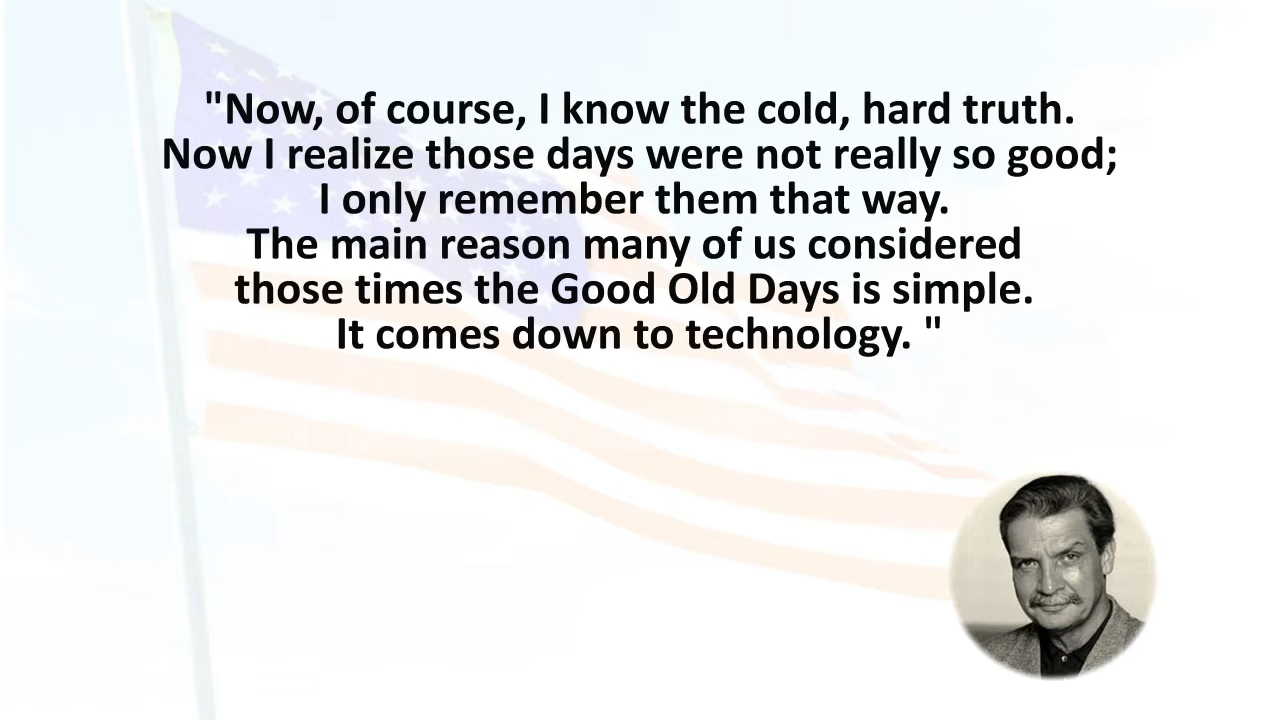 "Now, of course, I know the cold, hard truth.
Now I realize those days were not really so good;
I only remember them that way.
The main reason many of us considered
those times the Good Old Days is simple.
It comes down to technology. "